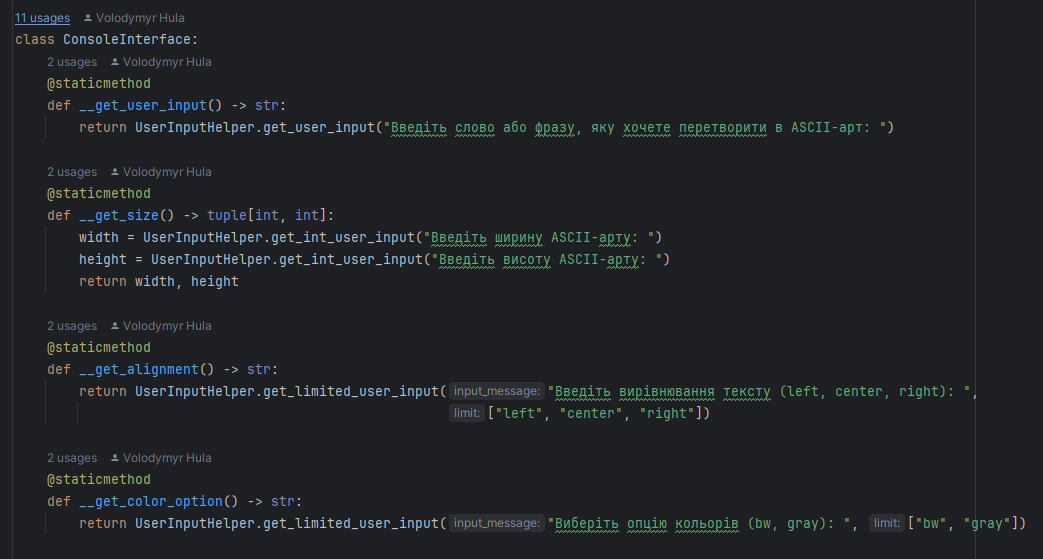 11 usages Volodymyr Hula
class ConsoleInterface:
2 usages Volodymyr Hula
@staticmethod
def __get_user_input() -> str:
return UserInputHelper.get_user_input("Введіть слово або фразу, яку хочете перетворити в ASCII-арт: ")
2 usages Volodymyr Hula
@staticmethod
def __get_size() -> tuple[int, int]:
width = UserInputHelper.get_int_user_input("Введіть ширину ASCII-арту: ")
height = UserInputHelper.get_int_user_input("Введіть висоту ASCII-арту: ")
return width, height
2 usages Volodymyr Hula
@staticmethod
def __get_alignment() -> str:
return UserInputHelper.get_limited_user_input( input_message: "Введіть вирівнювання тексту (left, center, right): ",
limit: ["left", "center", "right"])
2 usages Volodymyr Hula
@staticmethod
def __get_color_option() -> str:
return UserInputHelper.get_limited_user_input( input_message: "Виберіть опцію кольорів (bw, gray): ", limit: ["bw", "gray"])